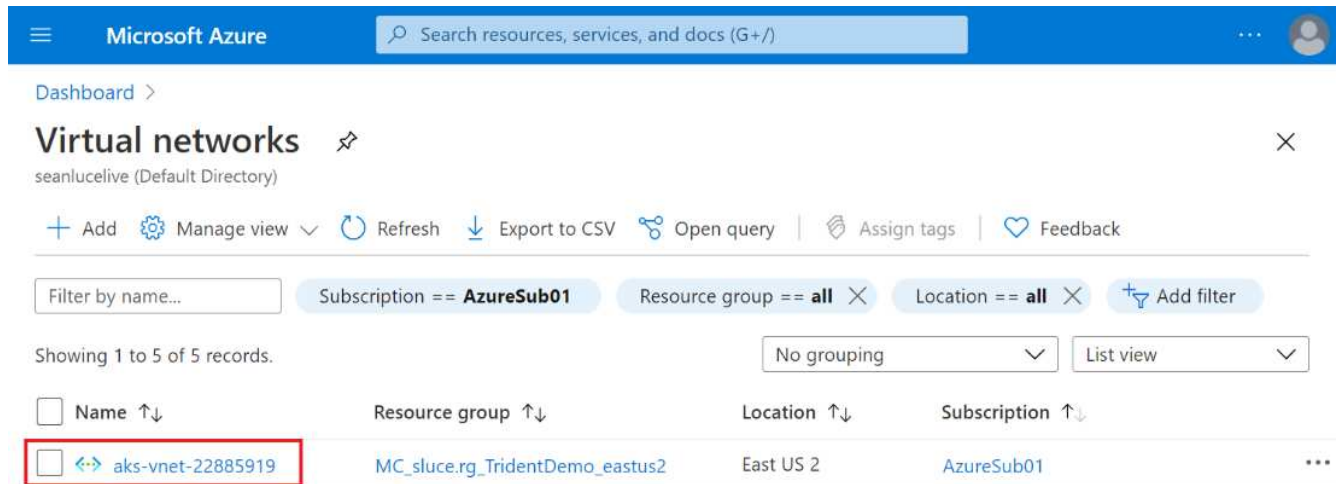 Microsoft Azure Search resources, services, and docs (G+/) ...
Dashboard >
Virtual networks
seanlucelive (Default Directory)
Add Manage view Refresh Export to CSV Open query Assign tags Feedback
Filter by name... Subscription == AzureSub01 Resource group == all Location == all Add filter
Showing 1 to 5 of 5 records. No grouping List view
Name ↑↓ Resource group ↑↓ Location ↑↓ Subscription ↑↓
aks-vnet-22885919 MC_sluce.rg_TridentDemo_eastus2 East US 2 AzureSub01 ...